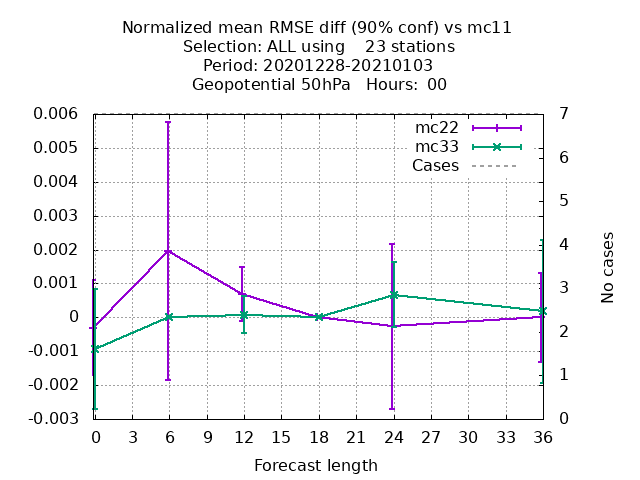 Normalized mean RMSE diff (90% conf) vs mc11
Selection: ALL using    23 stations
Period: 20201228-20210103
Geopotential 50hPa   Hours:  00
0.006
0.005
0.004
0.003
0.002
0.001
0
-0.001
-0.002
-0.003
mc22
mc33
Cases
7
6
5
4
3
2
1
0
No cases
0 3 6 9 12 15 18 21 24 27 30 33 36
Forecast length